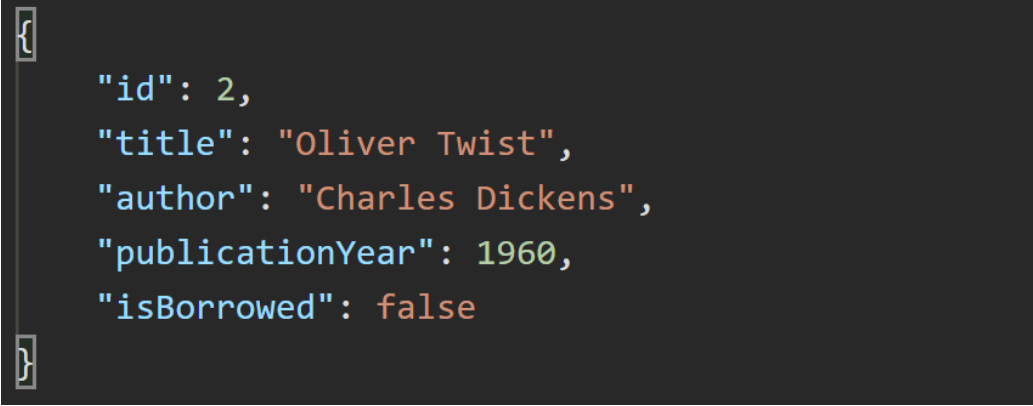 {
"id": 2,
"title": "Oliver Twist",
"author": "Charles Dickens",
"publicationYear": 1960,
"isBorrowed": false
}